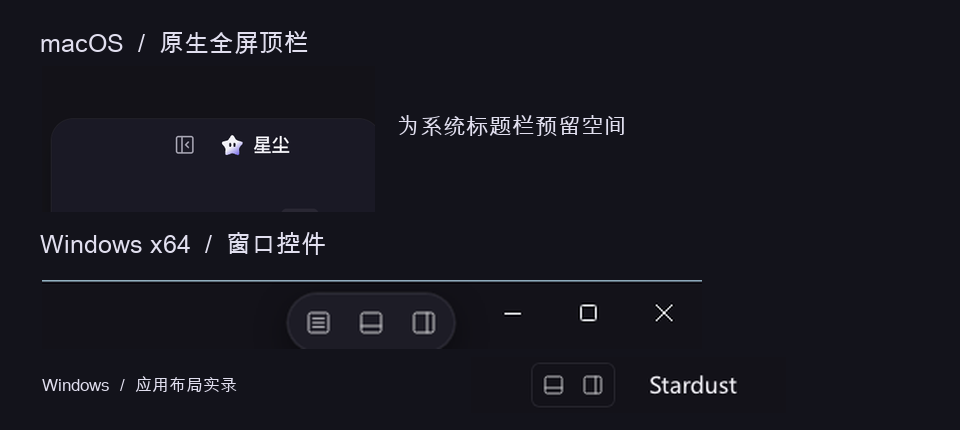 macOS / 原生全屏顶栏
为系统标题栏预留空间
星尘
Windows x64 / 窗口控件
Windows / 应用布局实录
Stardust